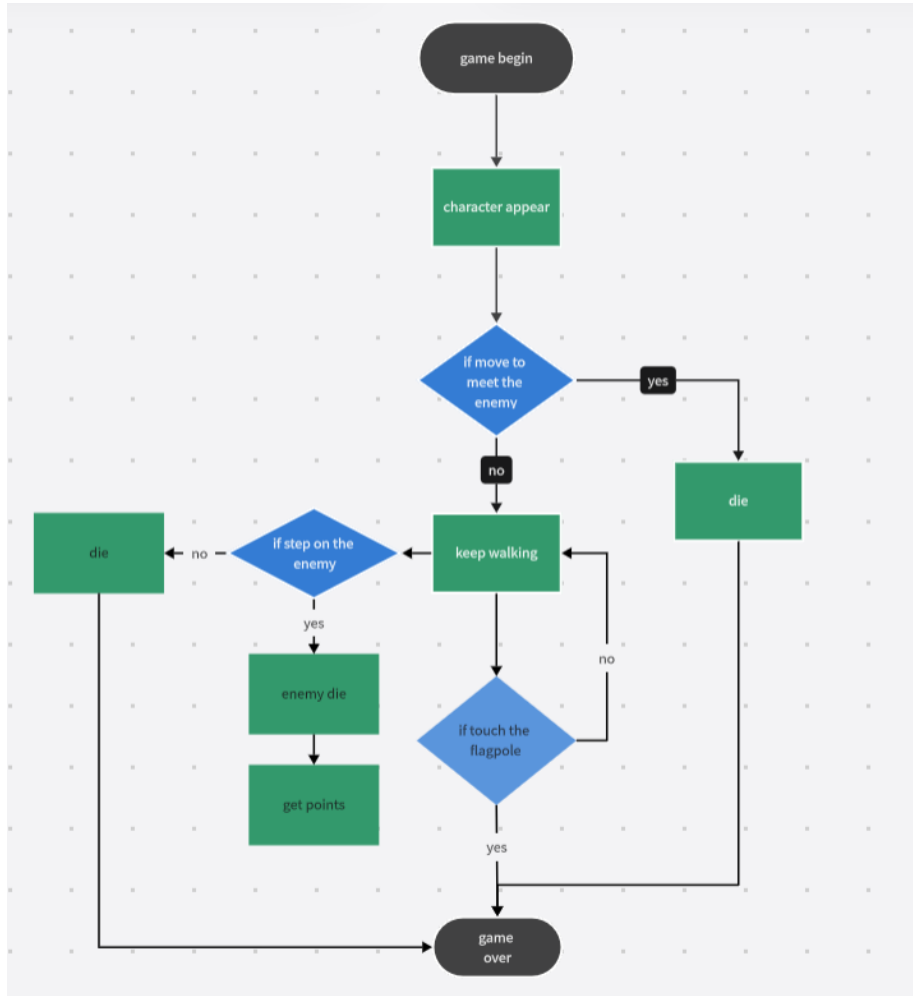 game begin
character appear
if move to
meet the
enemy
yes
no
die
die
no
if step on the
enemy
keep walking
yes
no
enemy die
if touch the
flagpole
get points
yes
game
over